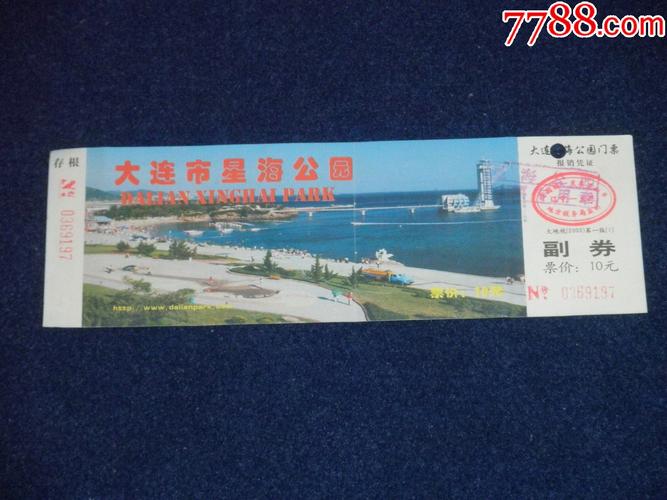 7788.com
存根
№ 0369197
大连市星海公园
DALIAN XINGHAI PARK
http://www.dalianpark.com
票价：10元
大连 海公园门票
报销凭证
副 券
票价：10元
№ 0369197